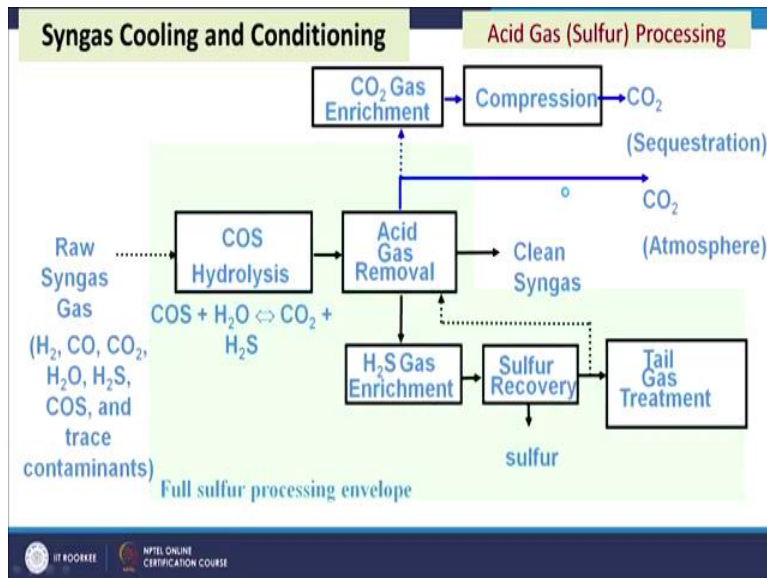 Syngas Cooling and Conditioning
Acid Gas (Sulfur) Processing
CO₂ Gas
Enrichment
Compression
CO₂
(Sequestration)
CO₂
(Atmosphere)
Raw
Syngas
Gas
(H₂, CO, CO₂,
H₂O, H₂S,
COS, and
trace
contaminants)
COS
Hydrolysis
COS + H₂O ⇔ CO₂ +
H₂S
Acid
Gas
Removal
Clean
Syngas
H₂S Gas
Enrichment
Sulfur
Recovery
sulfur
Tail
Gas
Treatment
Full sulfur processing envelope
IIT ROORKEE
NPTEL ONLINE
CERTIFICATION COURSE